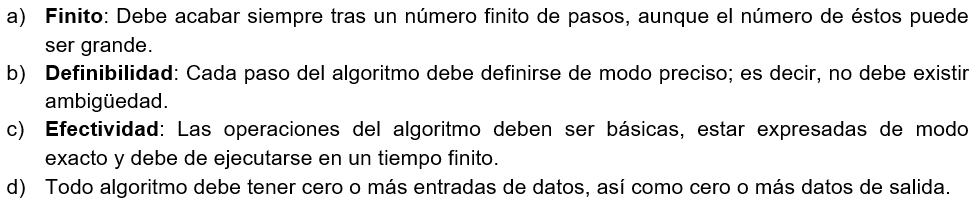 a) Finito: Debe acabar siempre tras un número finito de pasos, aunque el número de éstos puede
ser grande.
b) Definibilidad: Cada paso del algoritmo debe definirse de modo preciso; es decir, no debe existir
ambigüedad.
c) Efectividad: Las operaciones del algoritmo deben ser básicas, estar expresadas de modo
exacto y debe de ejecutarse en un tiempo finito.
d) Todo algoritmo debe tener cero o más entradas de datos, así como cero o más datos de salida.